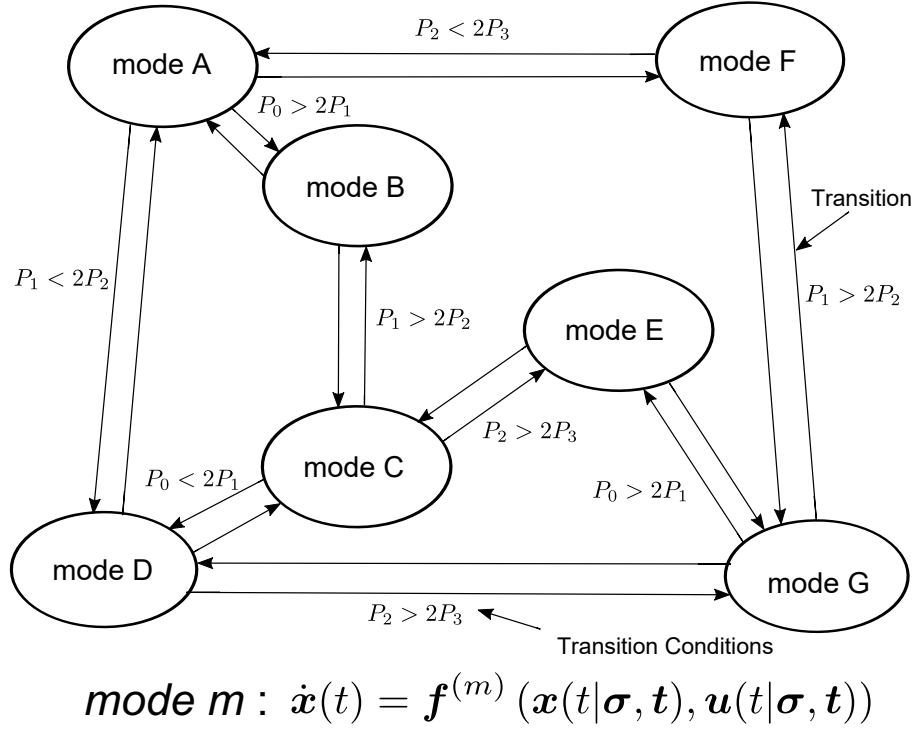 P₂ < 2P₃
mode A
mode F
P₀ > 2P₁
mode B
Transition
P₁ < 2P₂
P₁ > 2P₂
P₁ > 2P₂
mode E
P₂ > 2P₃
mode C
P₀ < 2P₁
P₀ > 2P₁
mode D
mode G
P₂ > 2P₃
Transition Conditions
mode m : ẋ(t) = f⁽ᵐ⁾ (x(t|σ, t), u(t|σ, t))